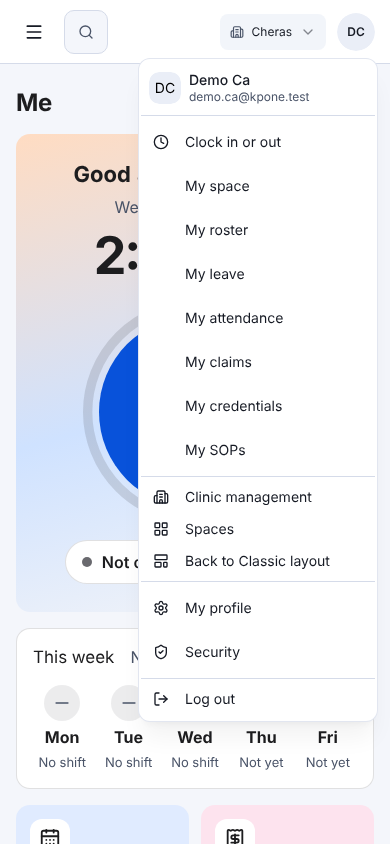 Cheras
DC
Me
DC
Demo Ca
demo.ca@kpone.test
Good
We
2:
Clock in or out
My space
My roster
My leave
My attendance
My claims
My credentials
My SOPs
Clinic management
Spaces
Back to Classic layout
Not
My profile
Security
Log out
This week
Mon Tue Wed Thu Fri
No shift No shift No shift Not yet Not yet